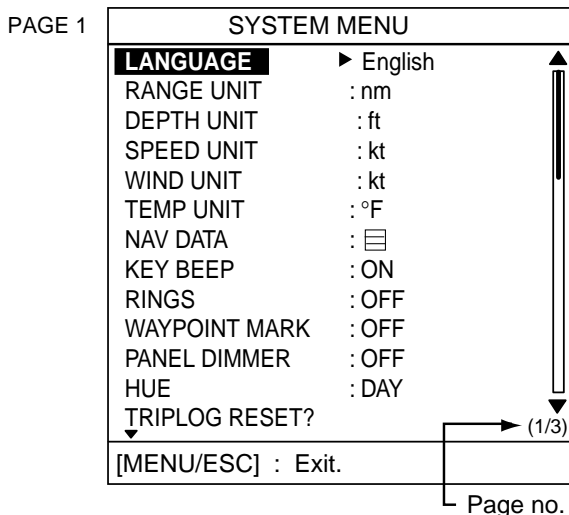 PAGE 1
SYSTEM MENU
LANGUAGE ▶ English
RANGE UNIT : nm
DEPTH UNIT : ft
SPEED UNIT : kt
WIND UNIT : kt
TEMP UNIT : °F
NAV DATA :
KEY BEEP : ON
RINGS : OFF
WAYPOINT MARK : OFF
PANEL DIMMER : OFF
HUE : DAY
TRIPLOG RESET?
(1/3)
[MENU/ESC] : Exit.
Page no.